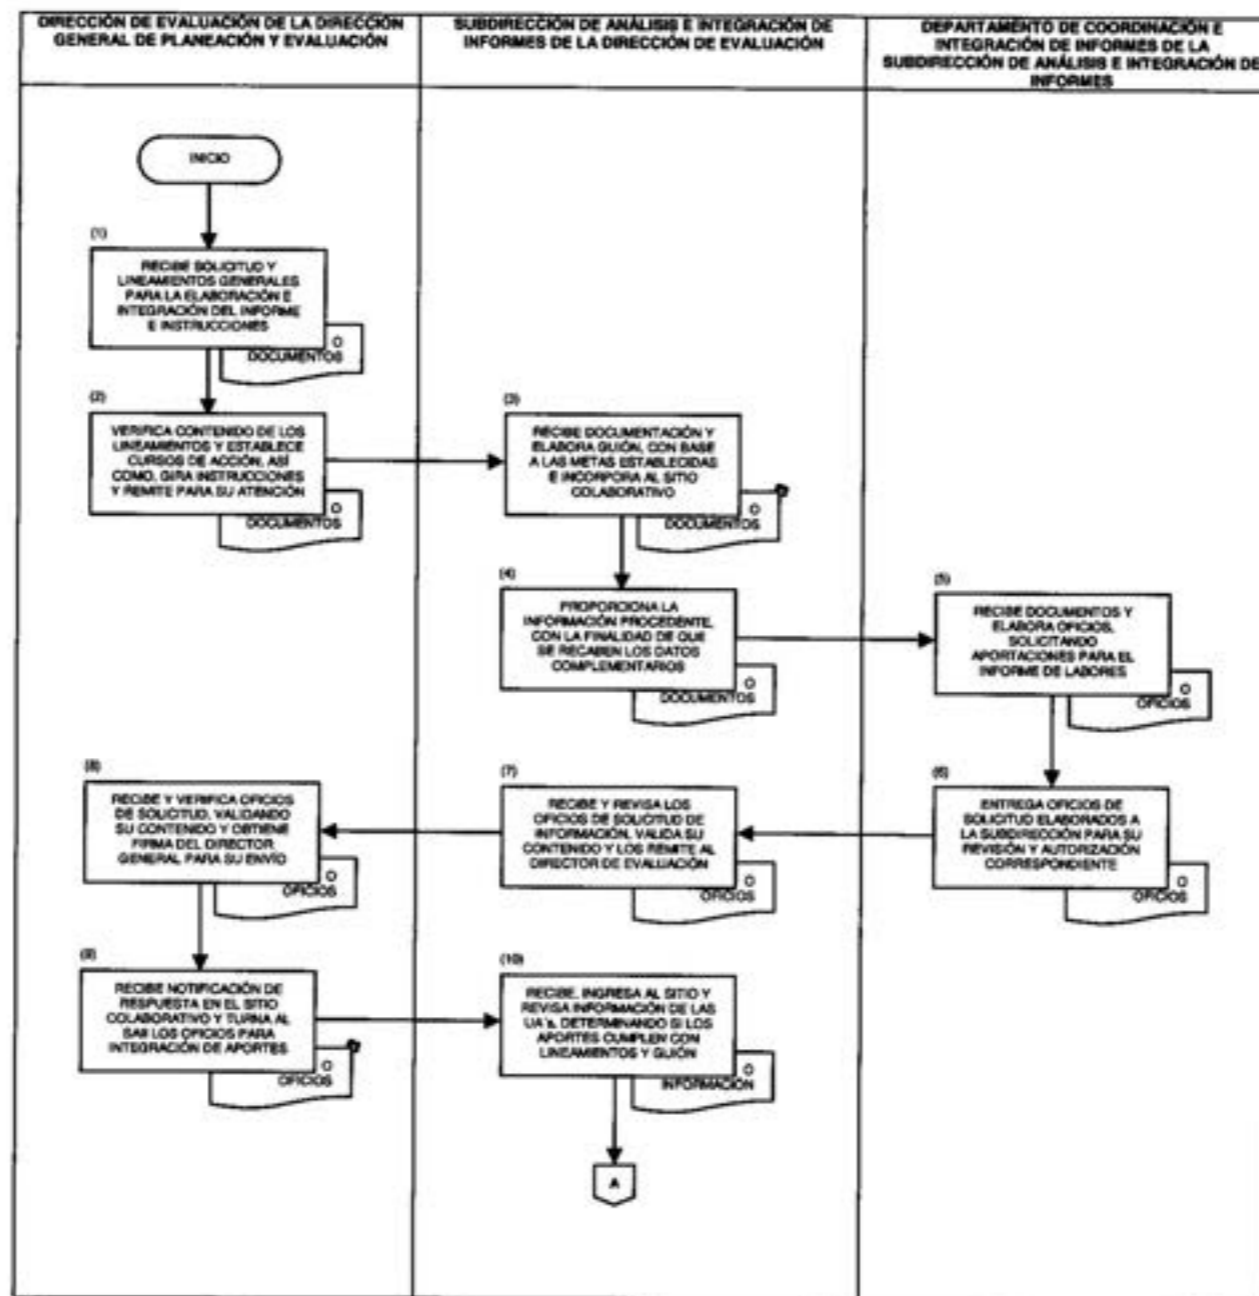 DIRECCIÓN DE EVALUACIÓN DE LA DIRECCIÓN
GENERAL DE PLANEACIÓN Y EVALUACIÓN
SUBDIRECCIÓN DE ANÁLISIS E INTEGRACIÓN DE
INFORMES DE LA DIRECCIÓN DE EVALUACIÓN
DEPARTAMENTO DE COORDINACIÓN E
INTEGRACIÓN DE INFORMES DE LA
SUBDIRECCIÓN DE ANÁLISIS E INTEGRACIÓN DE
INFORMES
INICIO
(1)
RECIBE SOLICITUD Y
LINEAMIENTOS GENERALES
PARA LA ELABORACIÓN E
INTEGRACIÓN DEL INFORME
E INSTRUCCIONES
O
DOCUMENTOS
(2)
VERIFICA CONTENIDO DE LOS
LINEAMIENTOS Y ESTABLECE
CURSOS DE ACCIÓN, ASÍ
COMO, GIRA INSTRUCCIONES
Y REMITE PARA SU ATENCIÓN
O
DOCUMENTOS
(3)
RECIBE DOCUMENTACIÓN Y
ELABORA GUIÓN, CON BASE
A LAS METAS ESTABLECIDAS
E INCORPORA AL SITIO
COLABORATIVO
O
DOCUMENTOS
(4)
PROPORCIONA LA
INFORMACIÓN PROCEDENTE,
CON LA FINALIDAD DE QUE
SE RECABEN LOS DATOS
COMPLEMENTARIOS
O
DOCUMENTOS
(5)
RECIBE DOCUMENTOS Y
ELABORA OFICIOS,
SOLICITANDO
APORTACIONES PARA EL
INFORME DE LABORES
O
OFICIOS
(6)
ENTREGA OFICIOS DE
SOLICITUD ELABORADOS A
LA SUBDIRECCIÓN PARA SU
REVISIÓN Y AUTORIZACIÓN
CORRESPONDIENTE
O
OFICIOS
(7)
RECIBE Y REVISA LOS
OFICIOS DE SOLICITUD DE
INFORMACIÓN, VALIDA SU
CONTENIDO Y LOS REMITE AL
DIRECTOR DE EVALUACIÓN
O
OFICIOS
(8)
RECIBE Y VERIFICA OFICIOS
DE SOLICITUD, VALIDANDO
SU CONTENIDO Y OBTIENE
FIRMA DEL DIRECTOR
GENERAL PARA SU ENVÍO
O
OFICIOS
(9)
RECIBE NOTIFICACIÓN DE
RESPUESTA EN EL SITIO
COLABORATIVO Y TURNA AL
SAII LOS OFICIOS PARA
INTEGRACIÓN DE APORTES
O
OFICIOS
(10)
RECIBE, INGRESA AL SITIO Y
REVISA INFORMACIÓN DE LAS
UA's, DETERMINANDO SI LOS
APORTES CUMPLEN CON
LINEAMIENTOS Y GUIÓN
O
INFORMACIÓN
A